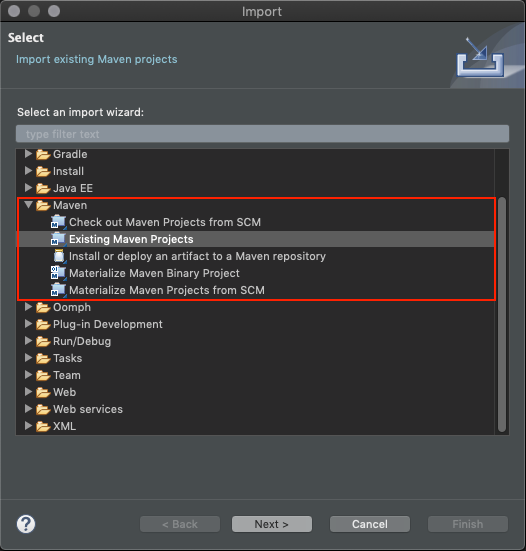 Import
Select
Import existing Maven projects
Select an import wizard:
type filter text
Gradle
Install
Java EE
Maven
Check out Maven Projects from SCM
Existing Maven Projects
Install or deploy an artifact to a Maven repository
Materialize Maven Binary Project
Materialize Maven Projects from SCM
Oomph
Plug-in Development
Run/Debug
Tasks
Team
Web
Web services
XML
? < Back Next > Cancel Finish